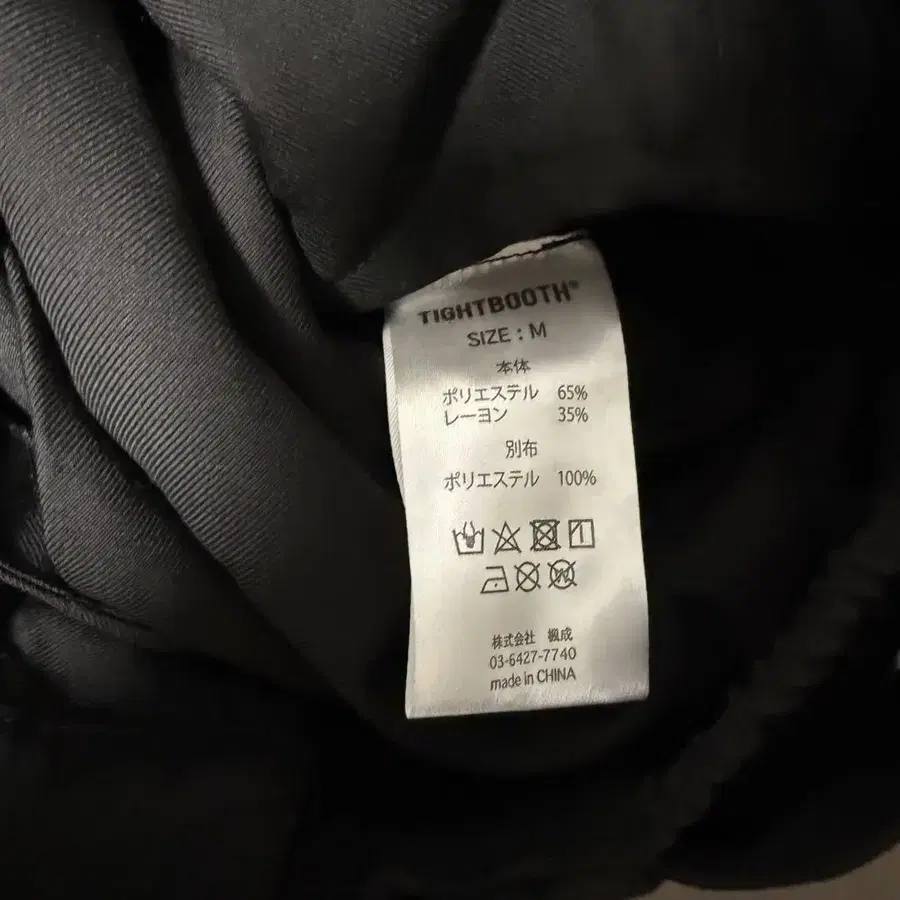 TIGHTBOOTH®
SIZE : M
本体
ポリエステル 65%
レーヨン 35%
別布
ポリエステル 100%
株式会社 楓成
03-6427-7740
made in CHINA